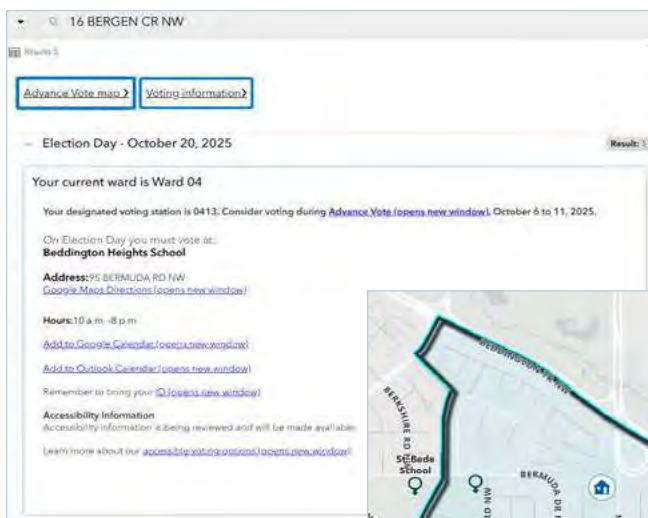 16 BERGEN CR NW
Results:
Advance Vote map
Voting information
Election Day - October 20, 2025
Result:
Your current ward is Ward 04
Your designated voting station is 0413. Consider voting during Advance Vote (opens new window), October 6 to 11, 2025.
On Election Day you must vote at:
Beddington Heights School
Address:95 BERMUDA RD NW
Google Maps Directions (opens new window)
Hours:10 a.m. -8 p.m
Add to Google Calendar (opens new window)
Add to Outlook Calendar (opens new window)
Remember to bring your ID (opens new window)
Accessibility Information
Accessibility information is being reviewed and will be made available
Learn more about our accessible voting options (opens new window)
BEDDINGTON TR NW
BERKSHIRE RD
St Bede
School
BERMUDA DR
RD NW